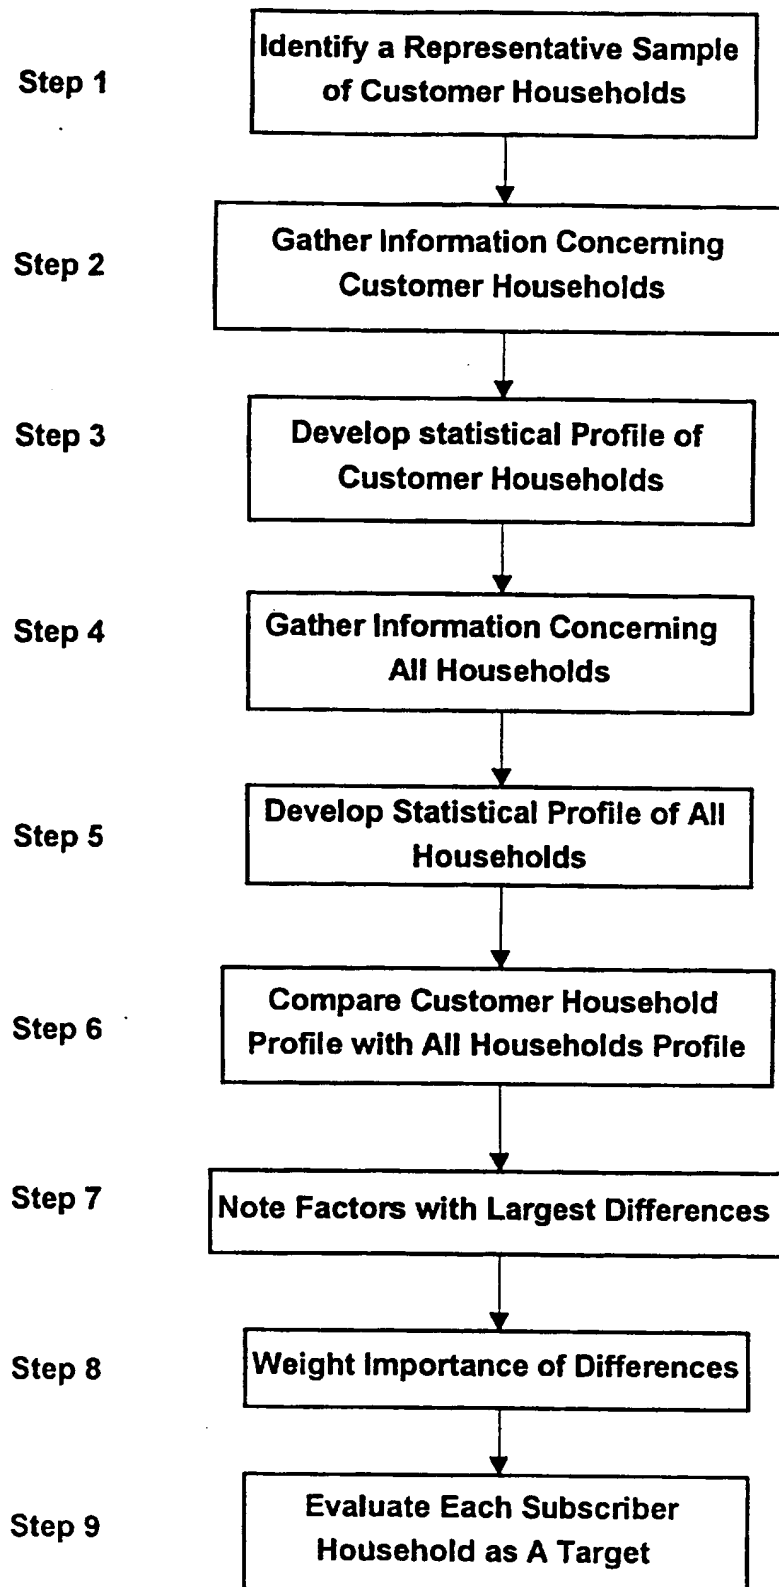 Step 1
Identify a Representative Sample
of Customer Households
Step 2
Gather Information Concerning
Customer Households
Step 3
Develop statistical Profile of
Customer Households
Step 4
Gather Information Concerning
All Households
Step 5
Develop Statistical Profile of All
Households
Step 6
Compare Customer Household
Profile with All Households Profile
Step 7
Note Factors with Largest Differences
Step 8
Weight Importance of Differences
Step 9
Evaluate Each Subscriber
Household as A Target